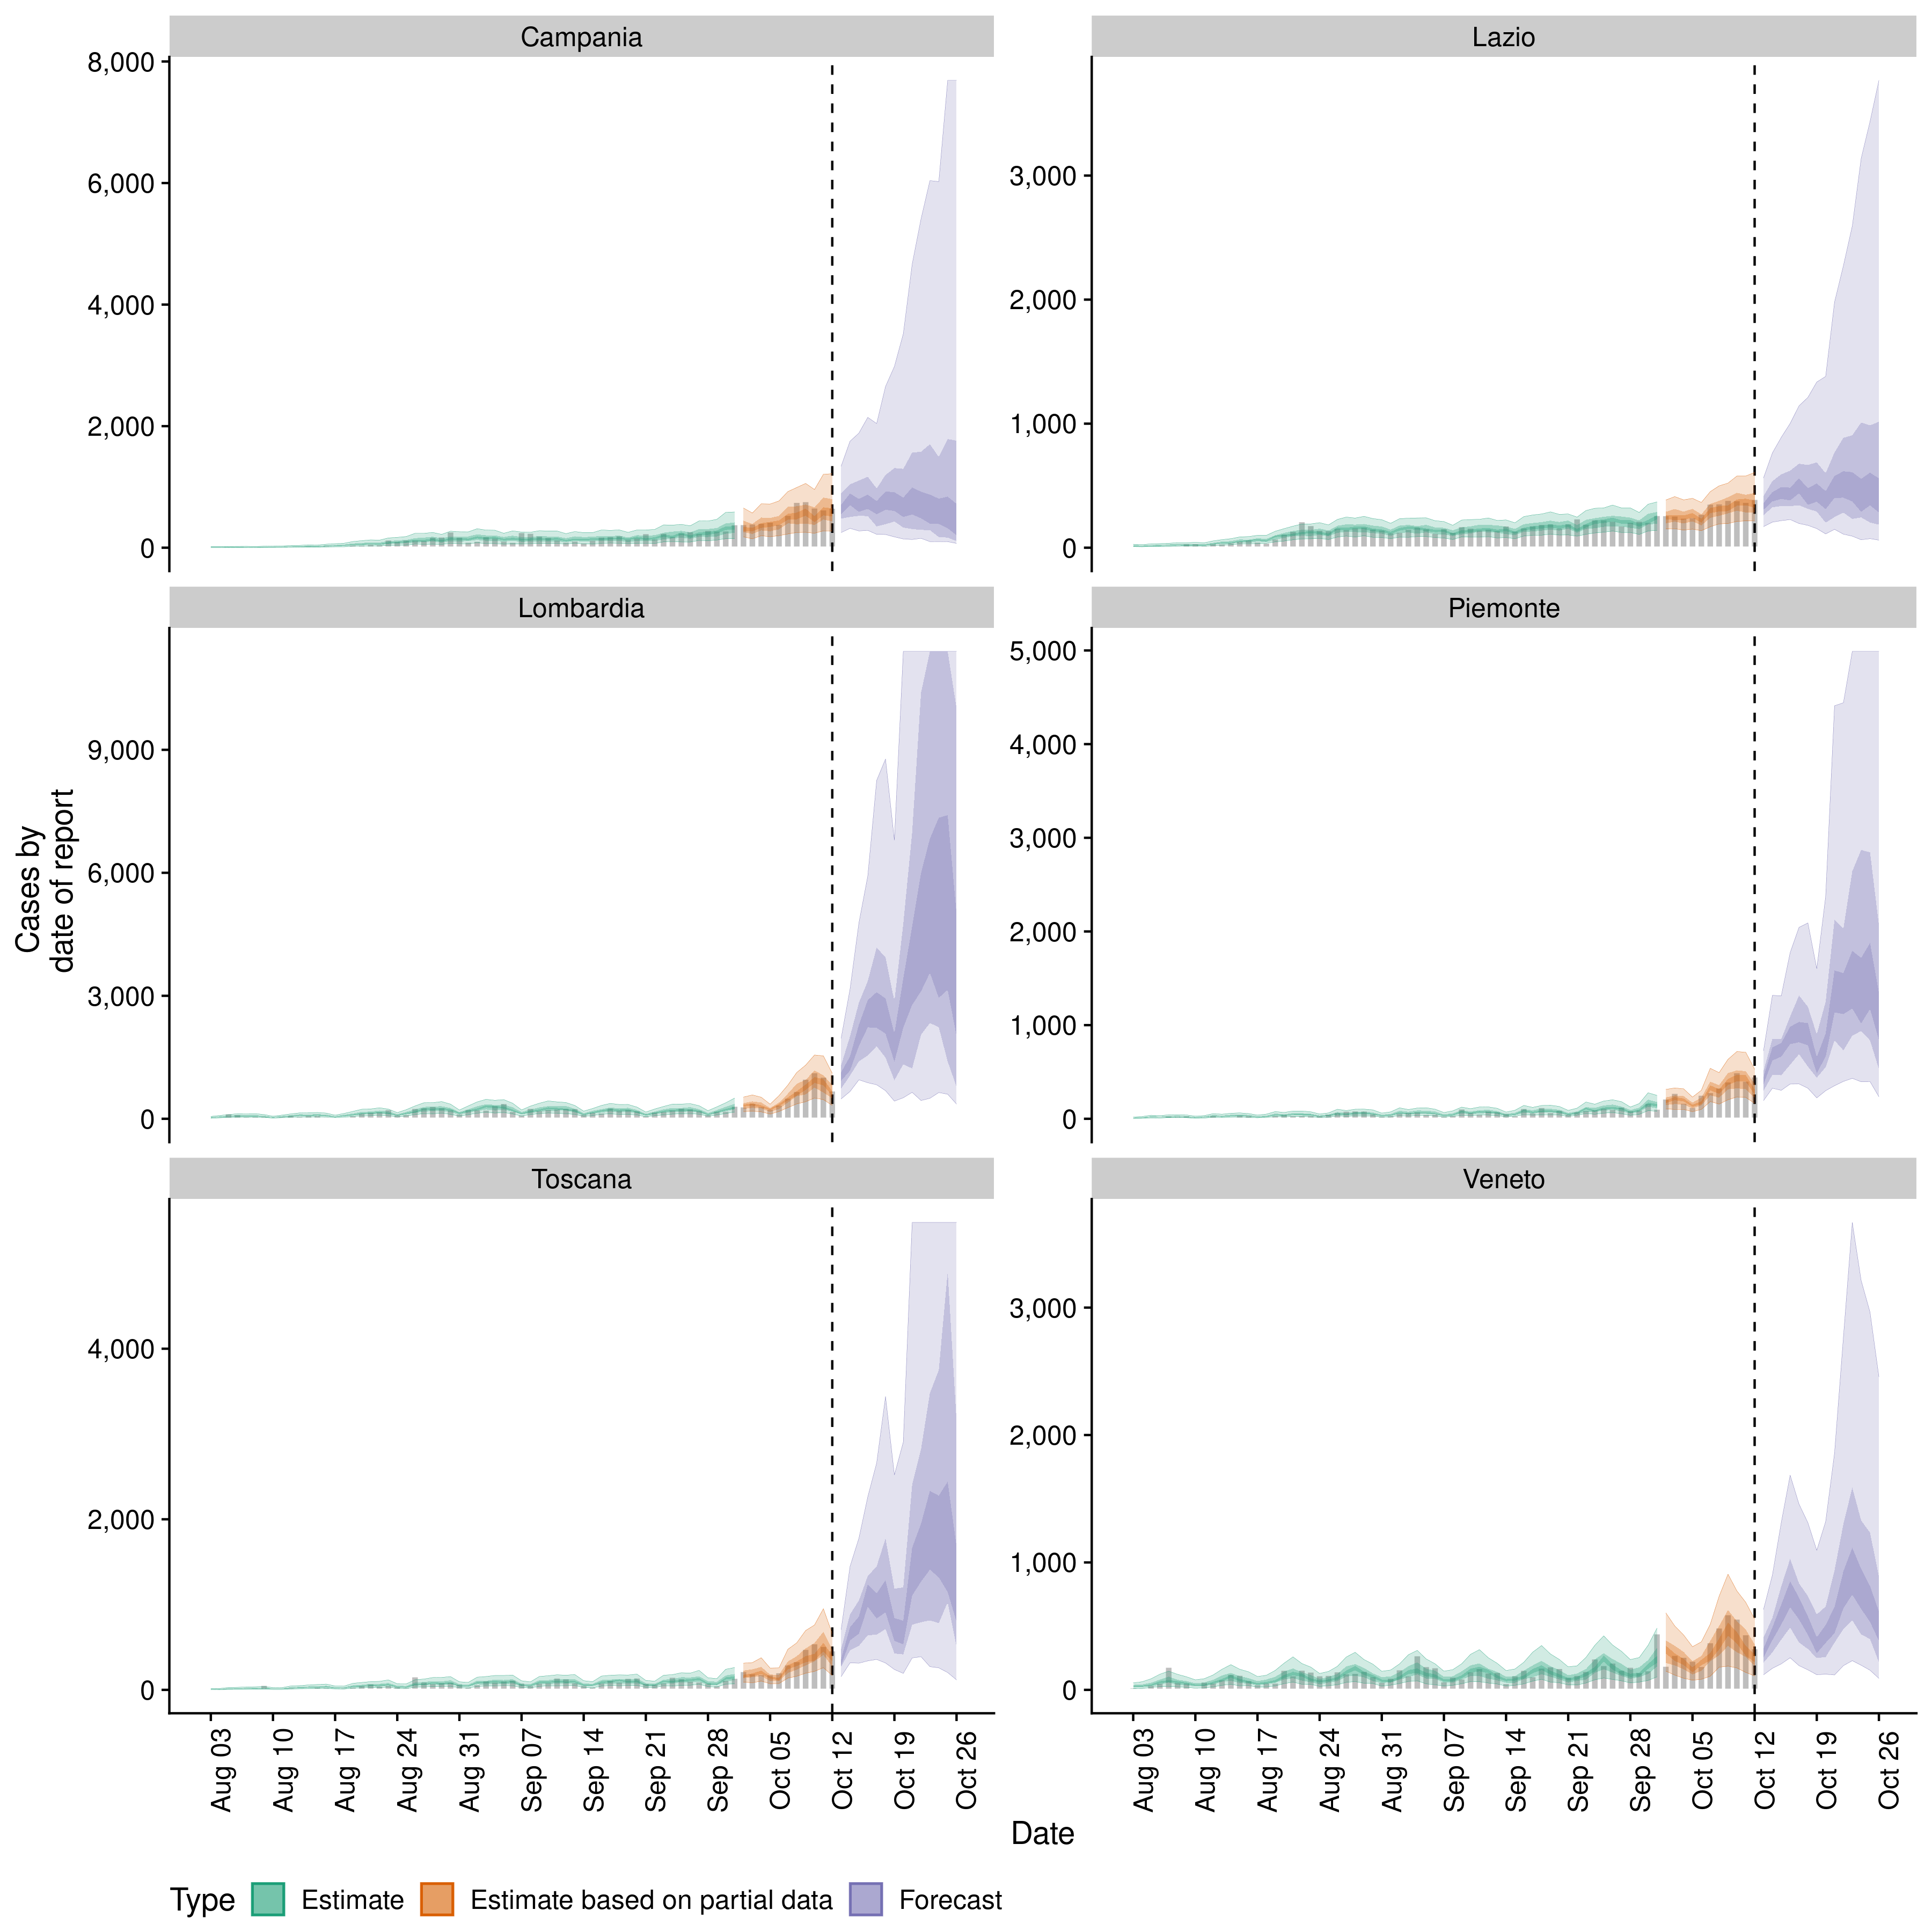 Campania
Lazio
8,000
6,000
4,000
2,000
0
3,000
2,000
1,000
0
Lombardia
Piemonte
9,000
6,000
3,000
0
5,000
4,000
3,000
2,000
1,000
0
Cases by
date of report
Toscana
Veneto
4,000
2,000
0
3,000
2,000
1,000
0
Aug 03
Aug 10
Aug 17
Aug 24
Aug 31
Sep 07
Sep 14
Sep 21
Sep 28
Oct 05
Oct 12
Oct 19
Oct 26
Aug 03
Aug 10
Aug 17
Aug 24
Aug 31
Sep 07
Sep 14
Sep 21
Sep 28
Oct 05
Oct 12
Oct 19
Oct 26
Date
Type Estimate Estimate based on partial data Forecast